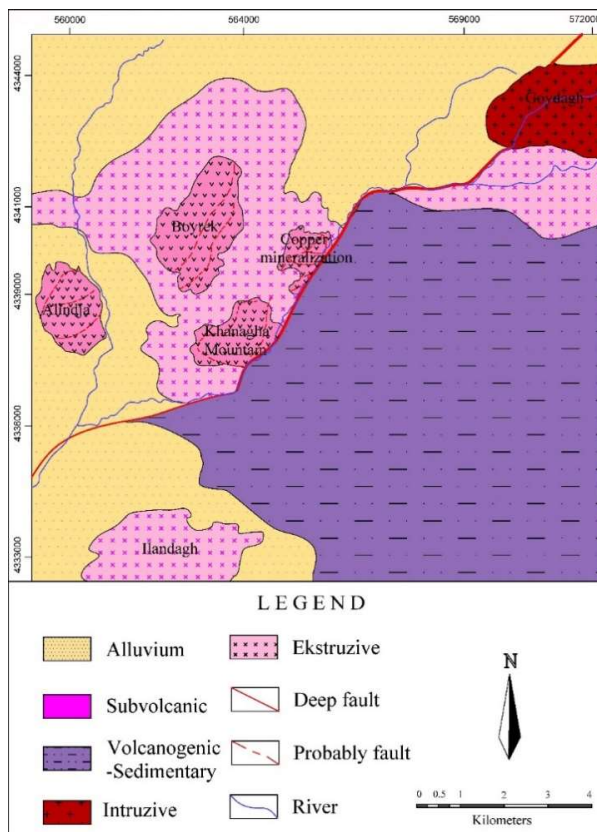 560000 564000 569000 572000
4344000
4341000
4339000
4336000
4333000
Goydagh
Boyrek
Copper
mineralization
Alindja
Khanagha
Mountain
Ilandagh
LEGEND
Alluvium
Subvolcanic
Volcanogenic
-Sedimentary
Intruzive
Ekstruzive
Deep fault
Probably fault
River
N
0 0.5 1 2 3 4
Kilometers